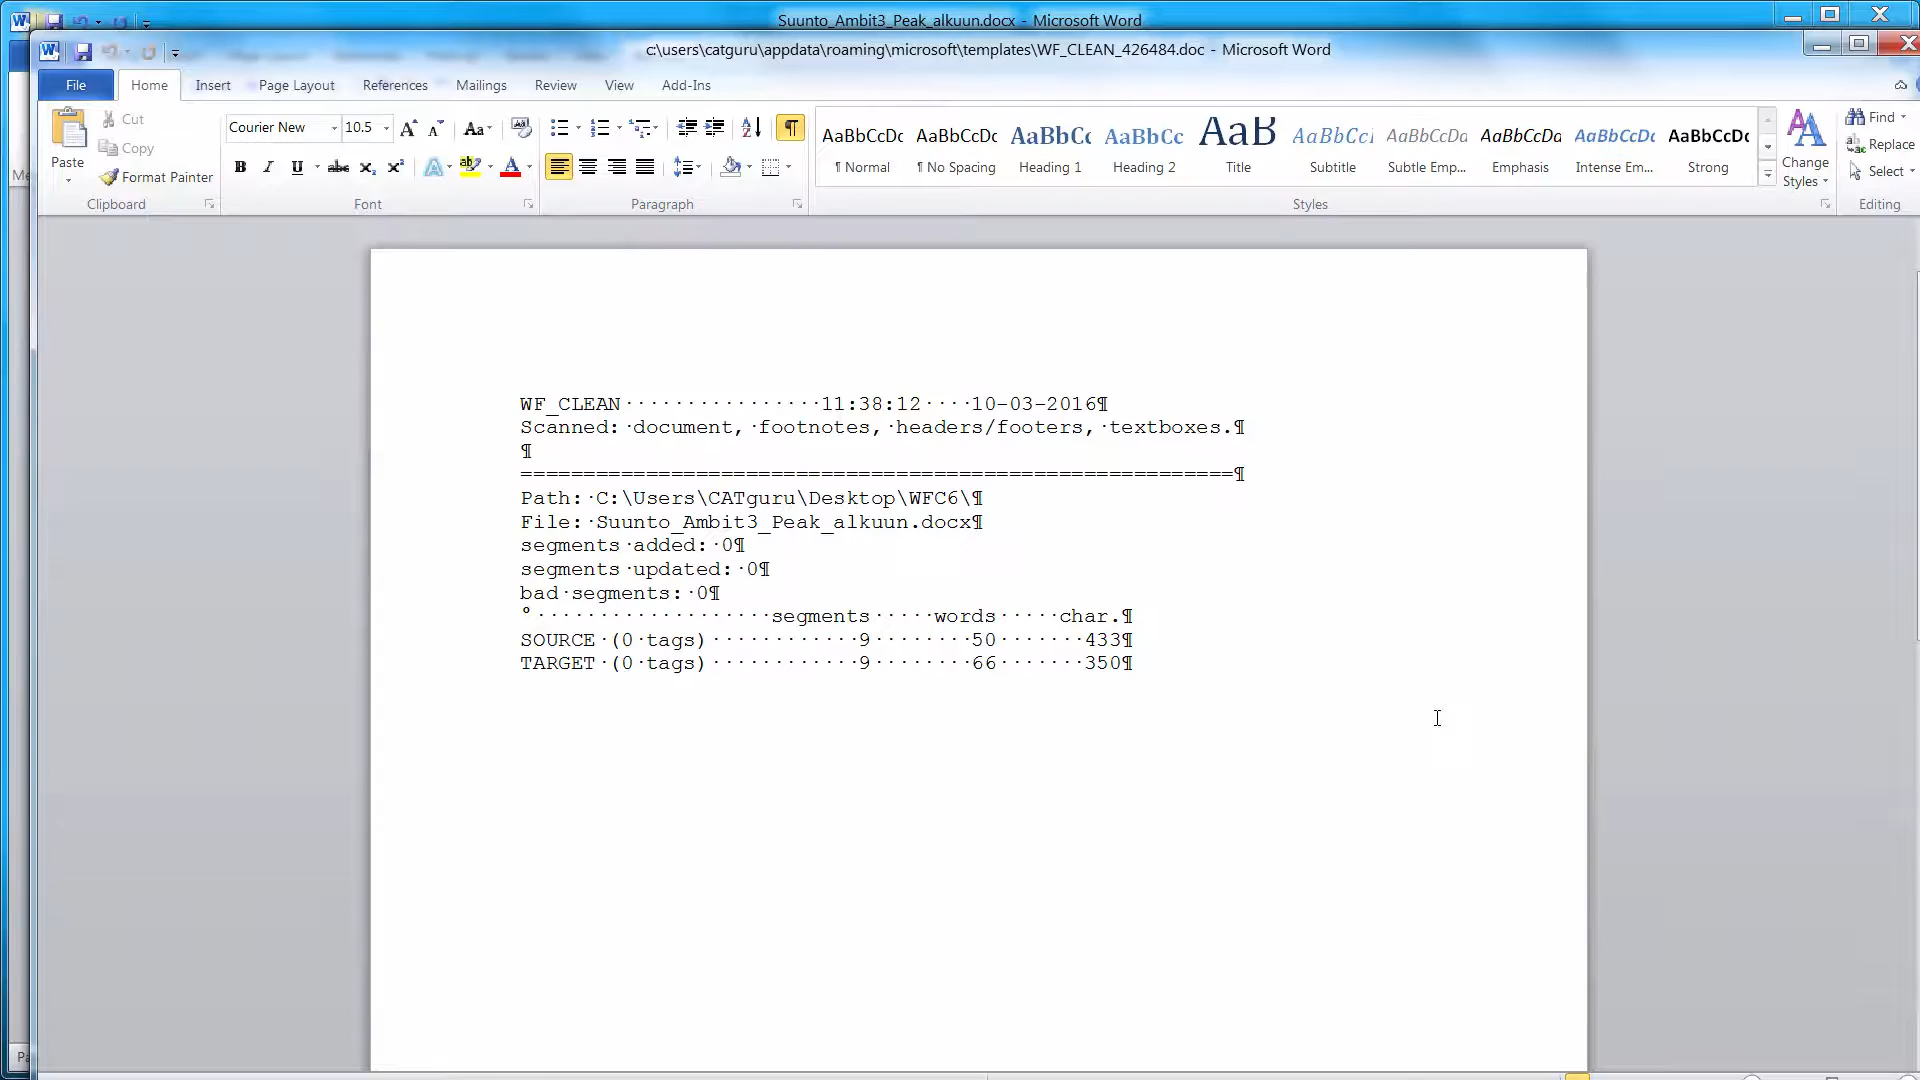 Suunto_Ambit3_Peak_alkuun.docx - Microsoft Word
c:\users\catguru\appdata\roaming\microsoft\templates\WF_CLEAN_426484.doc - Microsoft Word
File Home Insert Page Layout References Mailings Review View Add-Ins
Paste
Cut
Copy
Format Painter
Clipboard
Courier New 10.5
Font
Paragraph
AaBbCcDc AaBbCcDc AaBbCc AaBbCc AaB AaBbCcI AaBbCcDc AaBbCcDc AaBbCcDc AaBbCcDc
¶ Normal ¶ No Spacing Heading 1 Heading 2 Title Subtitle Subtle Emp... Emphasis Intense Em... Strong
Styles
Change
Styles
Find
Replace
Select
Editing
WF_CLEAN················11:38:12····10-03-2016¶
Scanned:·document,·footnotes,·headers/footers,·textboxes.¶
¶
=========================================================¶
Path:·C:\Users\CATguru\Desktop\WFC6\¶
File:·Suunto_Ambit3_Peak_alkuun.docx¶
segments·added:·0¶
segments·updated:·0¶
bad·segments:·0¶
°···················segments·····words·····char.¶
SOURCE·(0·tags)············9········50·······433¶
TARGET·(0·tags)············9········66·······350¶